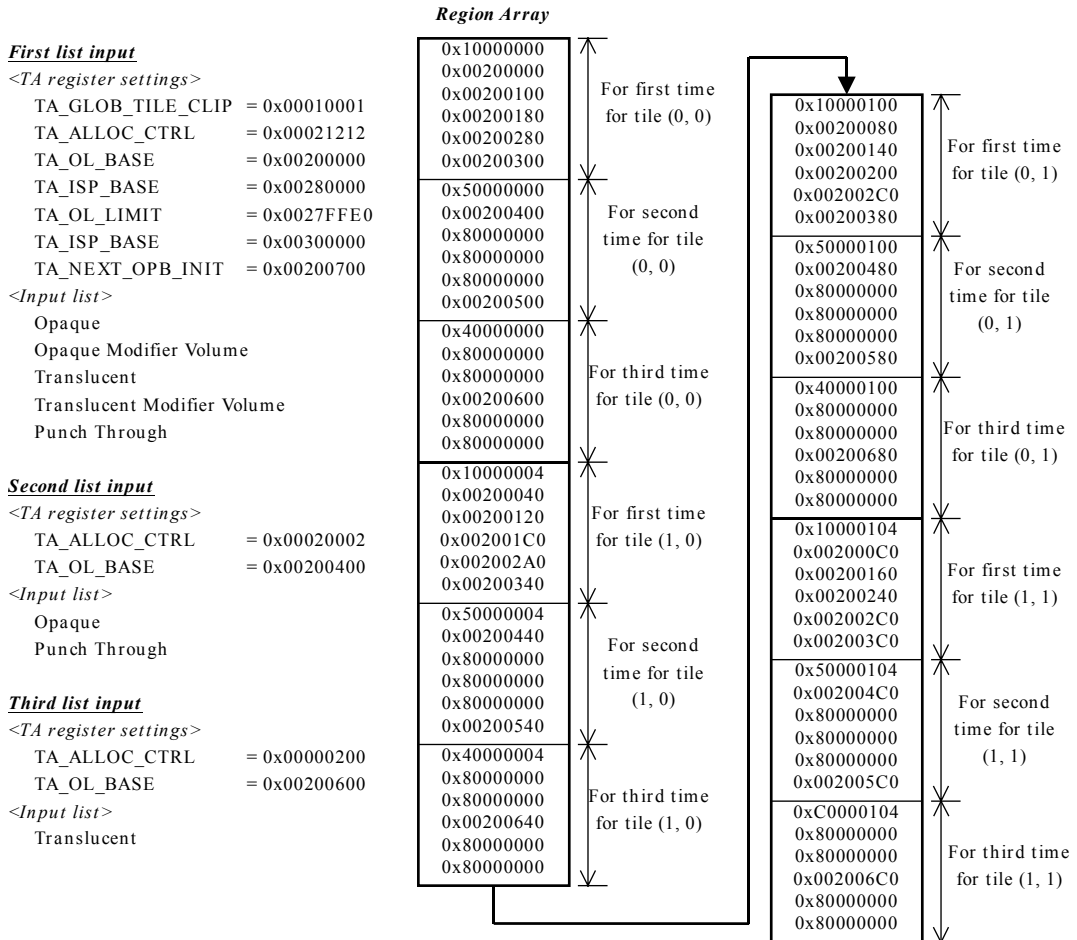 Region Array
First list input
<TA register settings>
TA_GLOB_TILE_CLIP = 0x00010001
TA_ALLOC_CTRL = 0x00021212
TA_OL_BASE = 0x00200000
TA_ISP_BASE = 0x00280000
TA_OL_LIMIT = 0x0027FFE0
TA_ISP_BASE = 0x00300000
TA_NEXT_OPB_INIT = 0x00200700
<Input list>
Opaque
Opaque Modifier Volume
Translucent
Translucent Modifier Volume
Punch Through
Second list input
<TA register settings>
TA_ALLOC_CTRL = 0x00020002
TA_OL_BASE = 0x00200400
<Input list>
Opaque
Punch Through
Third list input
<TA register settings>
TA_ALLOC_CTRL = 0x00000200
TA_OL_BASE = 0x00200600
<Input list>
Translucent
0x10000000
0x00200000
0x00200100
0x00200180
0x00200280
0x00200300
For first time
for tile (0, 0)
0x50000000
0x00200400
0x80000000
0x80000000
0x80000000
0x00200500
For second
time for tile
(0, 0)
0x40000000
0x80000000
0x80000000
0x00200600
0x80000000
0x80000000
For third time
for tile (0, 0)
0x10000004
0x00200040
0x00200120
0x002001C0
0x002002A0
0x00200340
For first time
for tile (1, 0)
0x50000004
0x00200440
0x80000000
0x80000000
0x80000000
0x00200540
For second
time for tile
(1, 0)
0x40000004
0x80000000
0x80000000
0x00200640
0x80000000
0x80000000
For third time
for tile (1, 0)
0x10000100
0x00200080
0x00200140
0x00200200
0x002002C0
0x00200380
For first time
for tile (0, 1)
0x50000100
0x00200480
0x80000000
0x80000000
0x80000000
0x00200580
For second
time for tile
(0, 1)
0x40000100
0x80000000
0x80000000
0x00200680
0x80000000
0x80000000
For third time
for tile (0, 1)
0x10000104
0x002000C0
0x00200160
0x00200240
0x002002C0
0x002003C0
For first time
for tile (1, 1)
0x50000104
0x002004C0
0x80000000
0x80000000
0x80000000
0x002005C0
For second
time for tile
(1, 1)
0xC0000104
0x80000000
0x80000000
0x002006C0
0x80000000
0x80000000
For third time
for tile (1, 1)